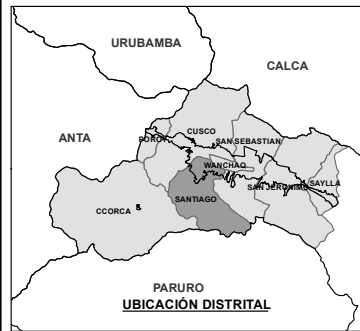 URUBAMBA
CALCA
ANTA
CUSCO
POROY
SAN SEBASTIAN
WANCHAQ
SAN JERONIMO
SAYLLA
SANTIAGO
CCORCA
PARURO
UBICACIÓN DISTRITAL